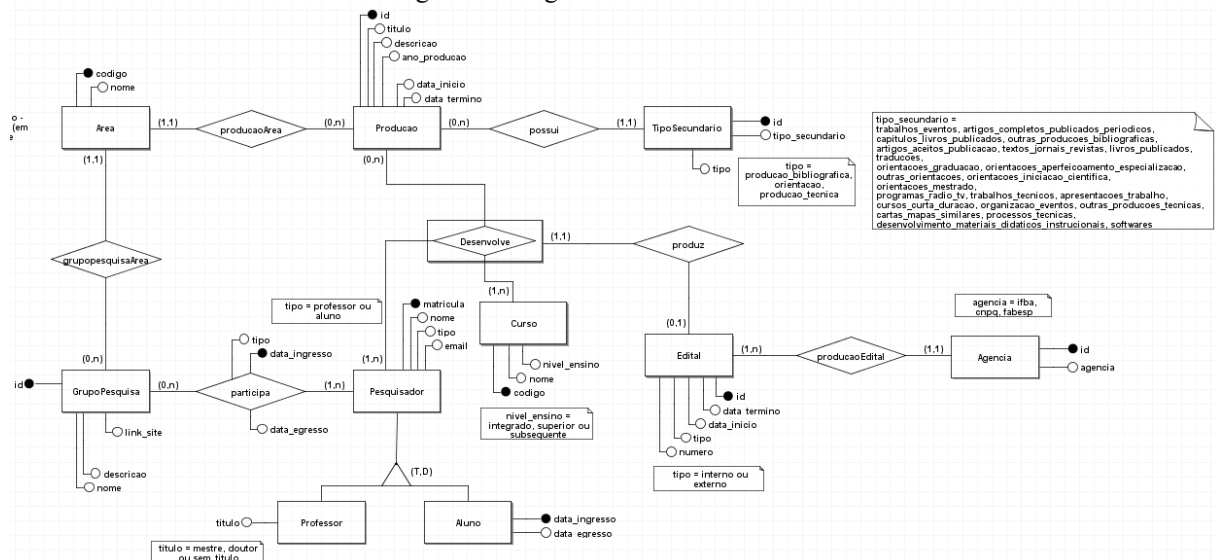 id
titulo
descricao
ano_producao
data_inicio
data termino
codigo
nome
o -
(em
e
Area
(1,1)
producaoArea
(0,n)
Producao
(0,n)
possui
(1,1)
TipoSecundario
id
tipo_secundario
tipo
tipo =
producao_bibliografica,
orientacao,
producao_tecnica
tipo_secundario =
trabalhos_eventos, artigos_completos_publicados_periodicos,
capitulos_livros_publicados, outras_producoes_bibliograficas,
artigos_aceitos_publicacao, textos_jornais_revistas, livros_publicados,
traducoes,
orientacoes_graduacao, orientacoes_aperfeicoamento_especializacao,
outras_orientacoes, orientacoes_iniciacao_cientifica,
orientacoes_mestrado,
programas_radio_tv, trabalhos_tecnicos, apresentacoes_trabalho,
cursos_curta_duracao, organizacao_eventos, outras_producoes_tecnicas,
cartas_mapas_similares, processos_tecnicas,
desenvolvimento_materiais_didaticos_instrucionais, softwares
(1,1)
(0,n)
grupopesquisaArea
Desenvolve
(1,1)
produz
(1,n)
tipo = professor ou
aluno
matricula
nome
tipo
email
Curso
nivel_ensino
nome
codigo
nivel_ensino =
integrado, superior ou
subsequente
agencia = ifba,
cnpq, fabesp
(0,1)
Edital
(1,n)
producaoEdital
(1,1)
Agencia
id
agencia
id
data_termino
data_inicio
tipo
numero
tipo = interno ou
externo
(0,n)
id
GrupoPesquisa
(0,n)
tipo
data_ingresso
participa
data_egresso
(1,n)
(1,n)
Pesquisador
link_site
descricao
nome
(T,D)
titulo
Professor
Aluno
data_ingresso
data_egresso
titulo = mestre, doutor
ou sem_titulo